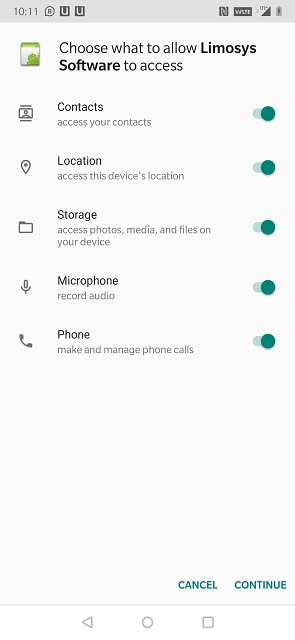 10:11
VoLTE
Choose what to allow Limosys
Software to access
Contacts
access your contacts
Location
access this device's location
Storage
access photos, media, and files on
your device
Microphone
record audio
Phone
make and manage phone calls
CANCEL CONTINUE